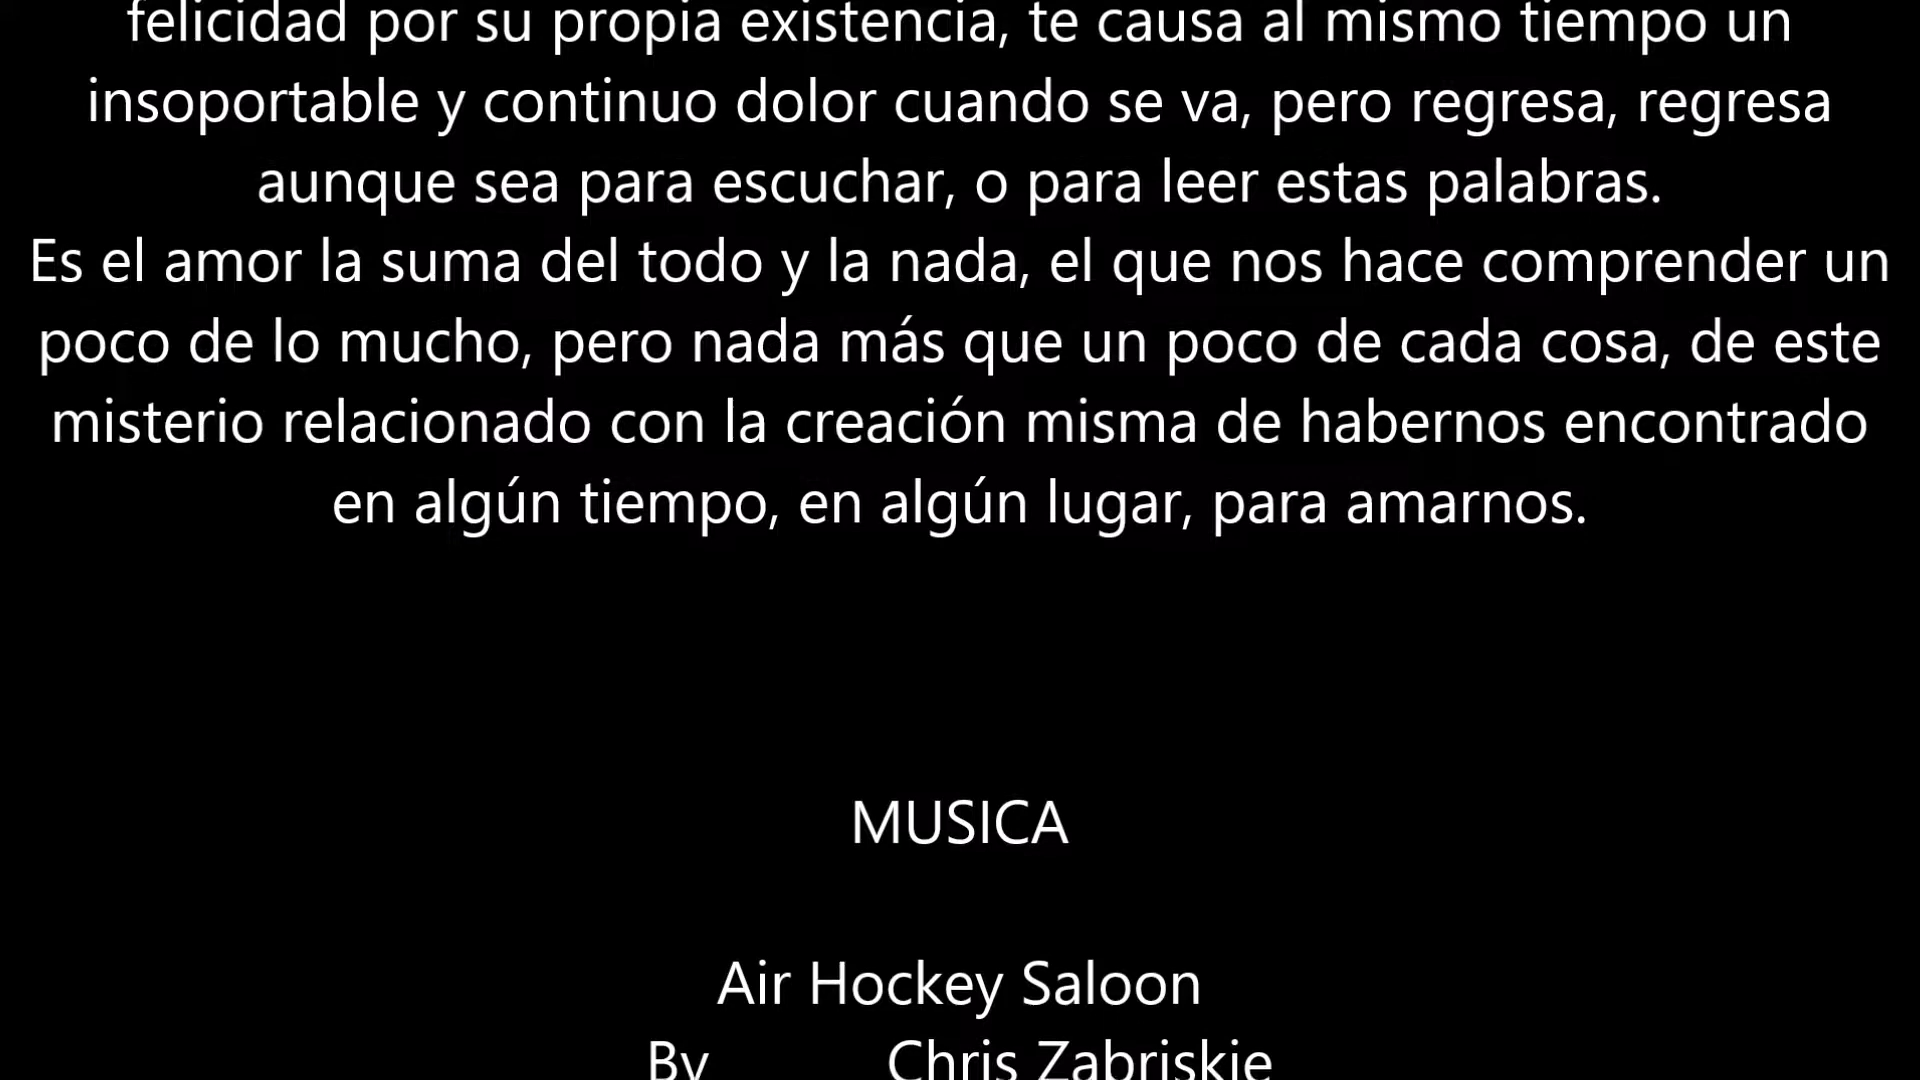 felicidad por su propia existencia, te causa al mismo tiempo un
insoportable y continuo dolor cuando se va, pero regresa, regresa
aunque sea para escuchar, o para leer estas palabras.
Es el amor la suma del todo y la nada, el que nos hace comprender un
poco de lo mucho, pero nada más que un poco de cada cosa, de este
misterio relacionado con la creación misma de habernos encontrado
en algún tiempo, en algún lugar, para amarnos.
MUSICA
Air Hockey Saloon
By Chris Zabriskie